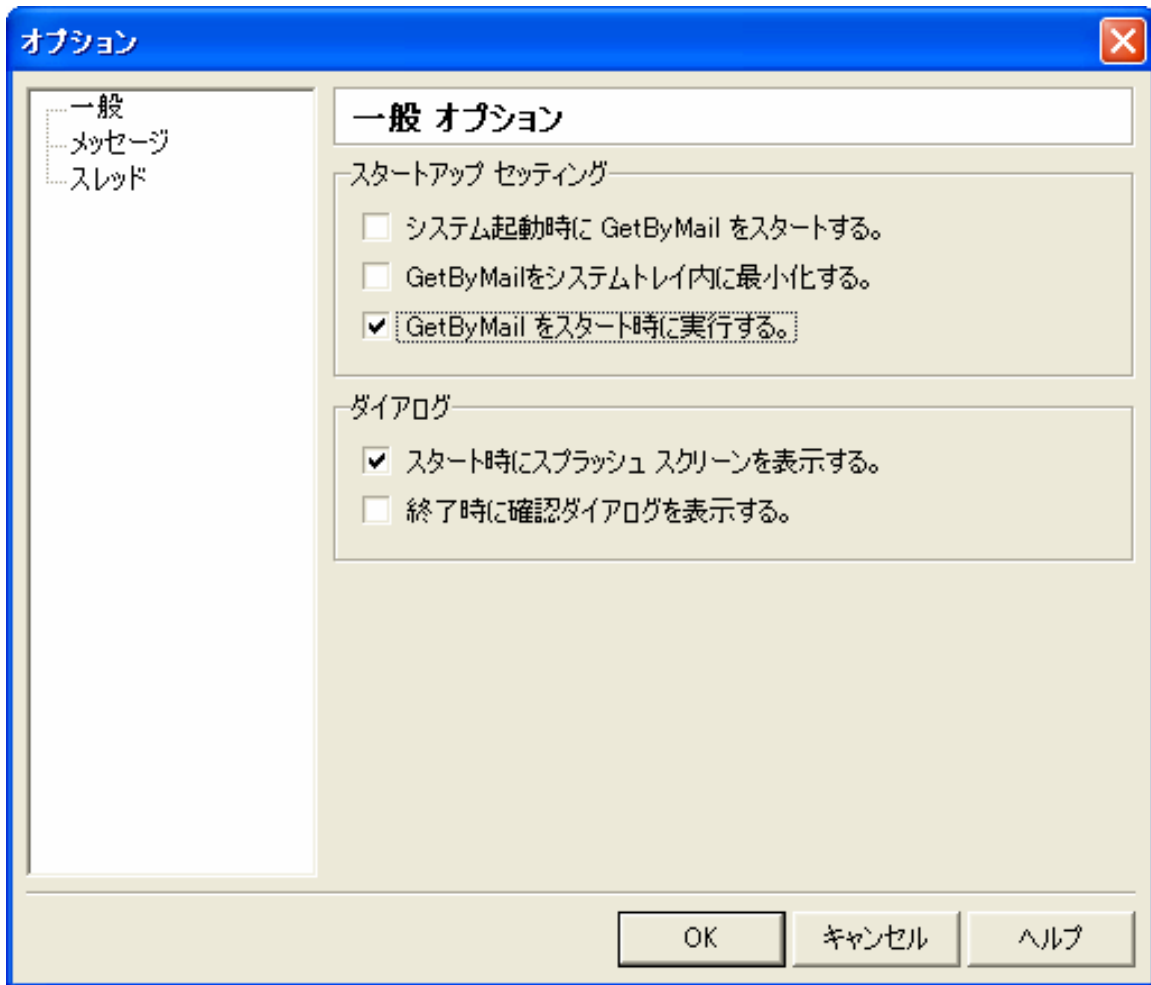 オプション
一般
メッセージ
スレッド
一般 オプション
スタートアップ セッティング
システム起動時に GetByMail をスタートする。
GetByMailをシステムトレイ内に最小化する。
GetByMail をスタート時に実行する。
ダイアログ
スタート時にスプラッシュ スクリーンを表示する。
終了時に確認ダイアログを表示する。
OK
キャンセル
ヘルプ